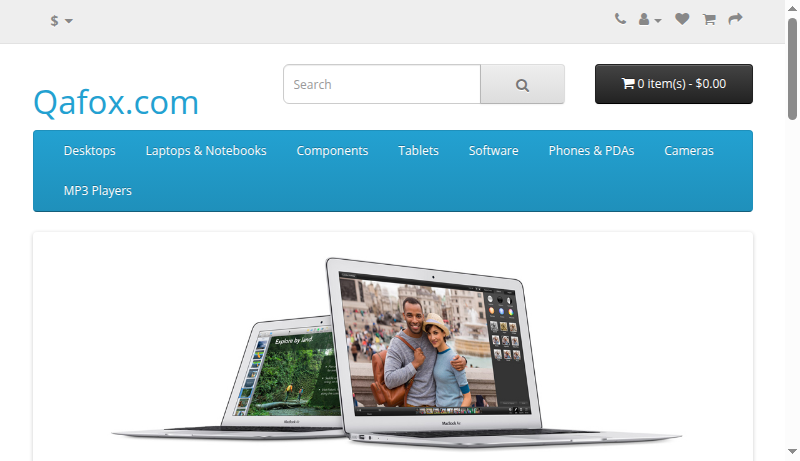 $
Qafox.com
Search
0 item(s) - $0.00
Desktops
Laptops & Notebooks
Components
Tablets
Software
Phones & PDAs
Cameras
MP3 Players
Explore by land
MacBook Air
MacBook Air